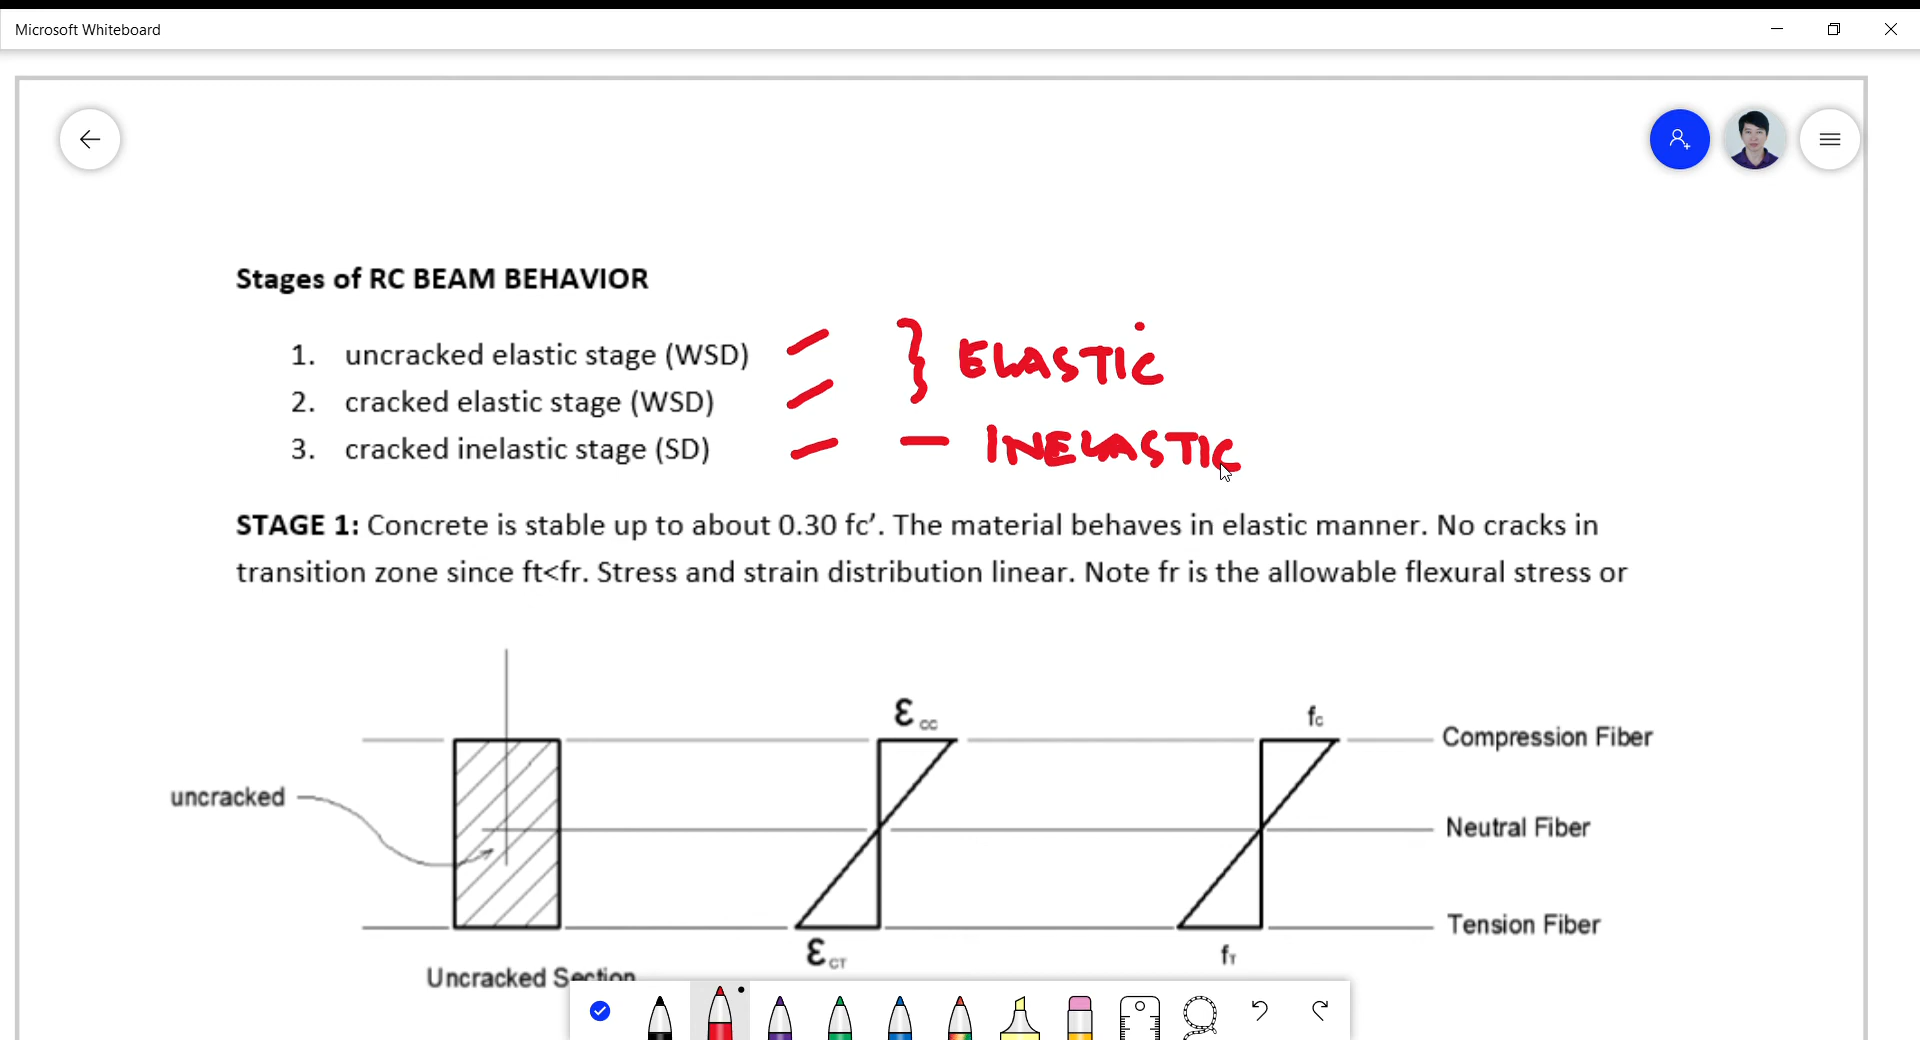 Microsoft Whiteboard
Stages of RC BEAM BEHAVIOR
1. uncracked elastic stage (WSD)
} ELASTIC
2. cracked elastic stage (WSD)
3. cracked inelastic stage (SD)
— INELASTIC
STAGE 1: Concrete is stable up to about 0.30 fc’. The material behaves in elastic manner. No cracks in
transition zone since ft<fr. Stress and strain distribution linear. Note fr is the allowable flexural stress or
Ɛcc
fc
Compression Fiber
uncracked
Neutral Fiber
Tension Fiber
ƐCT
fT
Uncracked Section